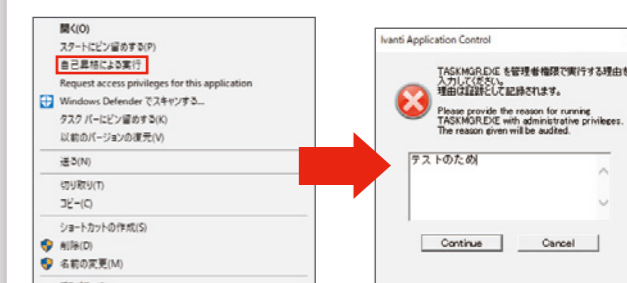 開く(O)
スタートにピン留めする(P)
自己昇格による実行
Request access privileges for this application
Windows Defender でスキャンする...
タスク バーにピン留めする(K)
以前のバージョンの復元(V)
送る(N)
切り取り(T)
コピー(C)
ショートカットの作成(S)
削除(D)
名前の変更(M)
Ivanti Application Control
TASKMGR.EXE を管理者権限で実行する理由を
入力してください。
理由は証跡として記録されます。
Please provide the reason for running
TASKMGR.EXE with administrative privileges.
The reason given will be audited.
テストのため
Continue
Cancel